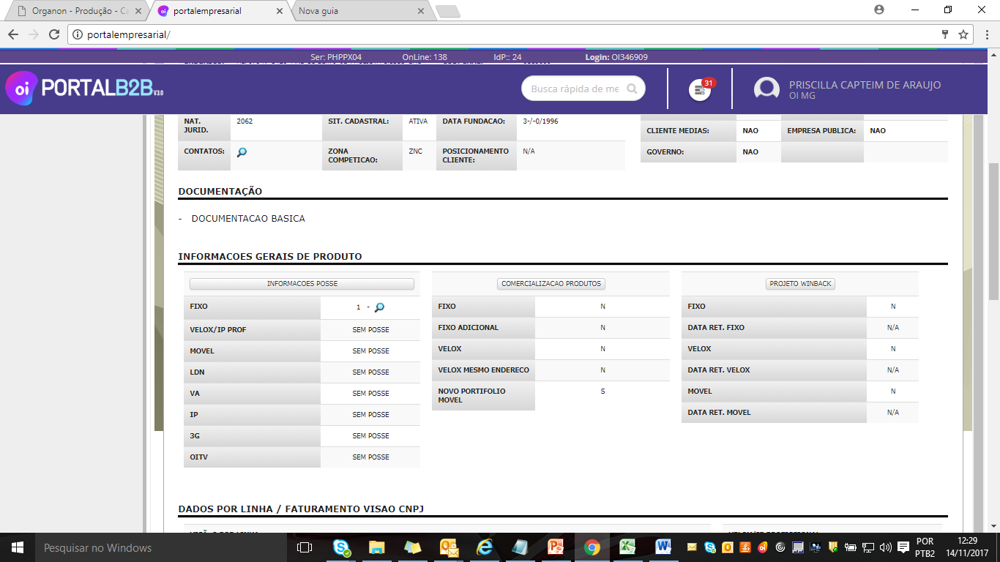 Organon - Produção - Ca
portalempresarial
Nova guia
portalempresarial/
Ser: PHPPX04 OnLine: 138 IdP:: 24 Login: OI346909
oi PORTALB2B V3.0
Busca rápida de me
31
PRISCILLA CAPTEIM DE ARAUJO
OI MG
NAT. JURID. 2062 SIT. CADASTRAL: ATIVA DATA FUNDACAO: 3-/-0/1996
CLIENTE MEDIAS: NAO EMPRESA PUBLICA: NAO
CONTATOS: ZONA COMPETICAO: ZNC POSICIONAMENTO CLIENTE: N/A
GOVERNO: NAO
DOCUMENTAÇÃO
- DOCUMENTACAO BASICA
INFORMACOES GERAIS DE PRODUTO
INFORMACOES POSSE
FIXO 1 -
VELOX/IP PROF SEM POSSE
MOVEL SEM POSSE
LDN SEM POSSE
VA SEM POSSE
IP SEM POSSE
3G SEM POSSE
OITV SEM POSSE
COMERCIALIZACAO PRODUTOS
FIXO N
FIXO ADICIONAL N
VELOX N
VELOX MESMO ENDERECO N
NOVO PORTIFOLIO MOVEL S
PROJETO WINBACK
FIXO N
DATA RET. FIXO N/A
VELOX N
DATA RET. VELOX N/A
MOVEL N
DATA RET. MOVEL N/A
DADOS POR LINHA / FATURAMENTO VISAO CNPJ
Pesquisar no Windows
POR
PTB2
12:29
14/11/2017